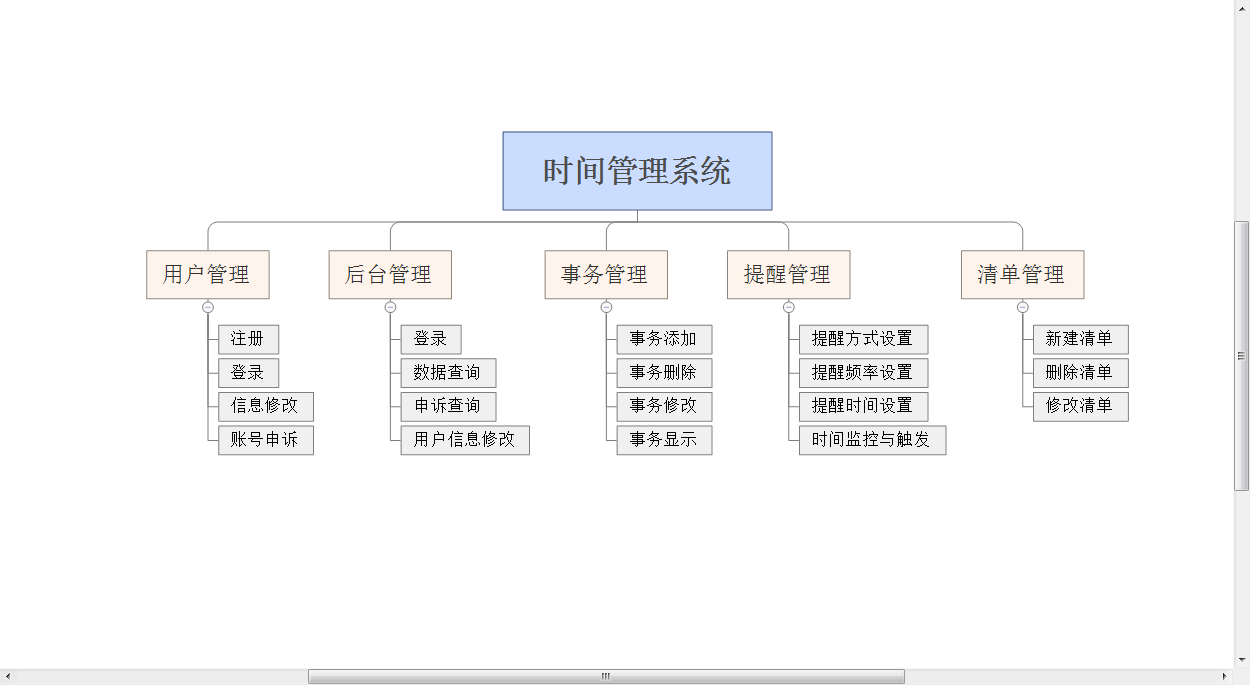 时间管理系统
用户管理
后台管理
事务管理
提醒管理
清单管理
注册
登录
信息修改
账号申诉
登录
数据查询
申诉查询
用户信息修改
事务添加
事务删除
事务修改
事务显示
提醒方式设置
提醒频率设置
提醒时间设置
时间监控与触发
新建清单
删除清单
修改清单